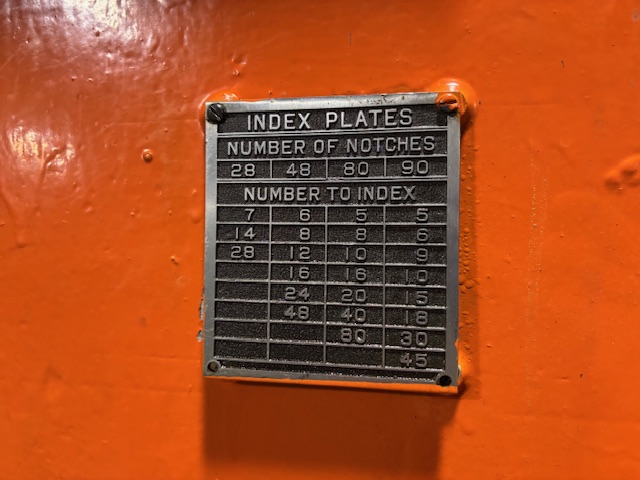 INDEX PLATES
NUMBER OF NOTCHES
28 48 80 90
NUMBER TO INDEX
7 6 5 5
14 8 8 6
28 12 10 9
16 16 10
24 20 15
48 40 18
80 30
45